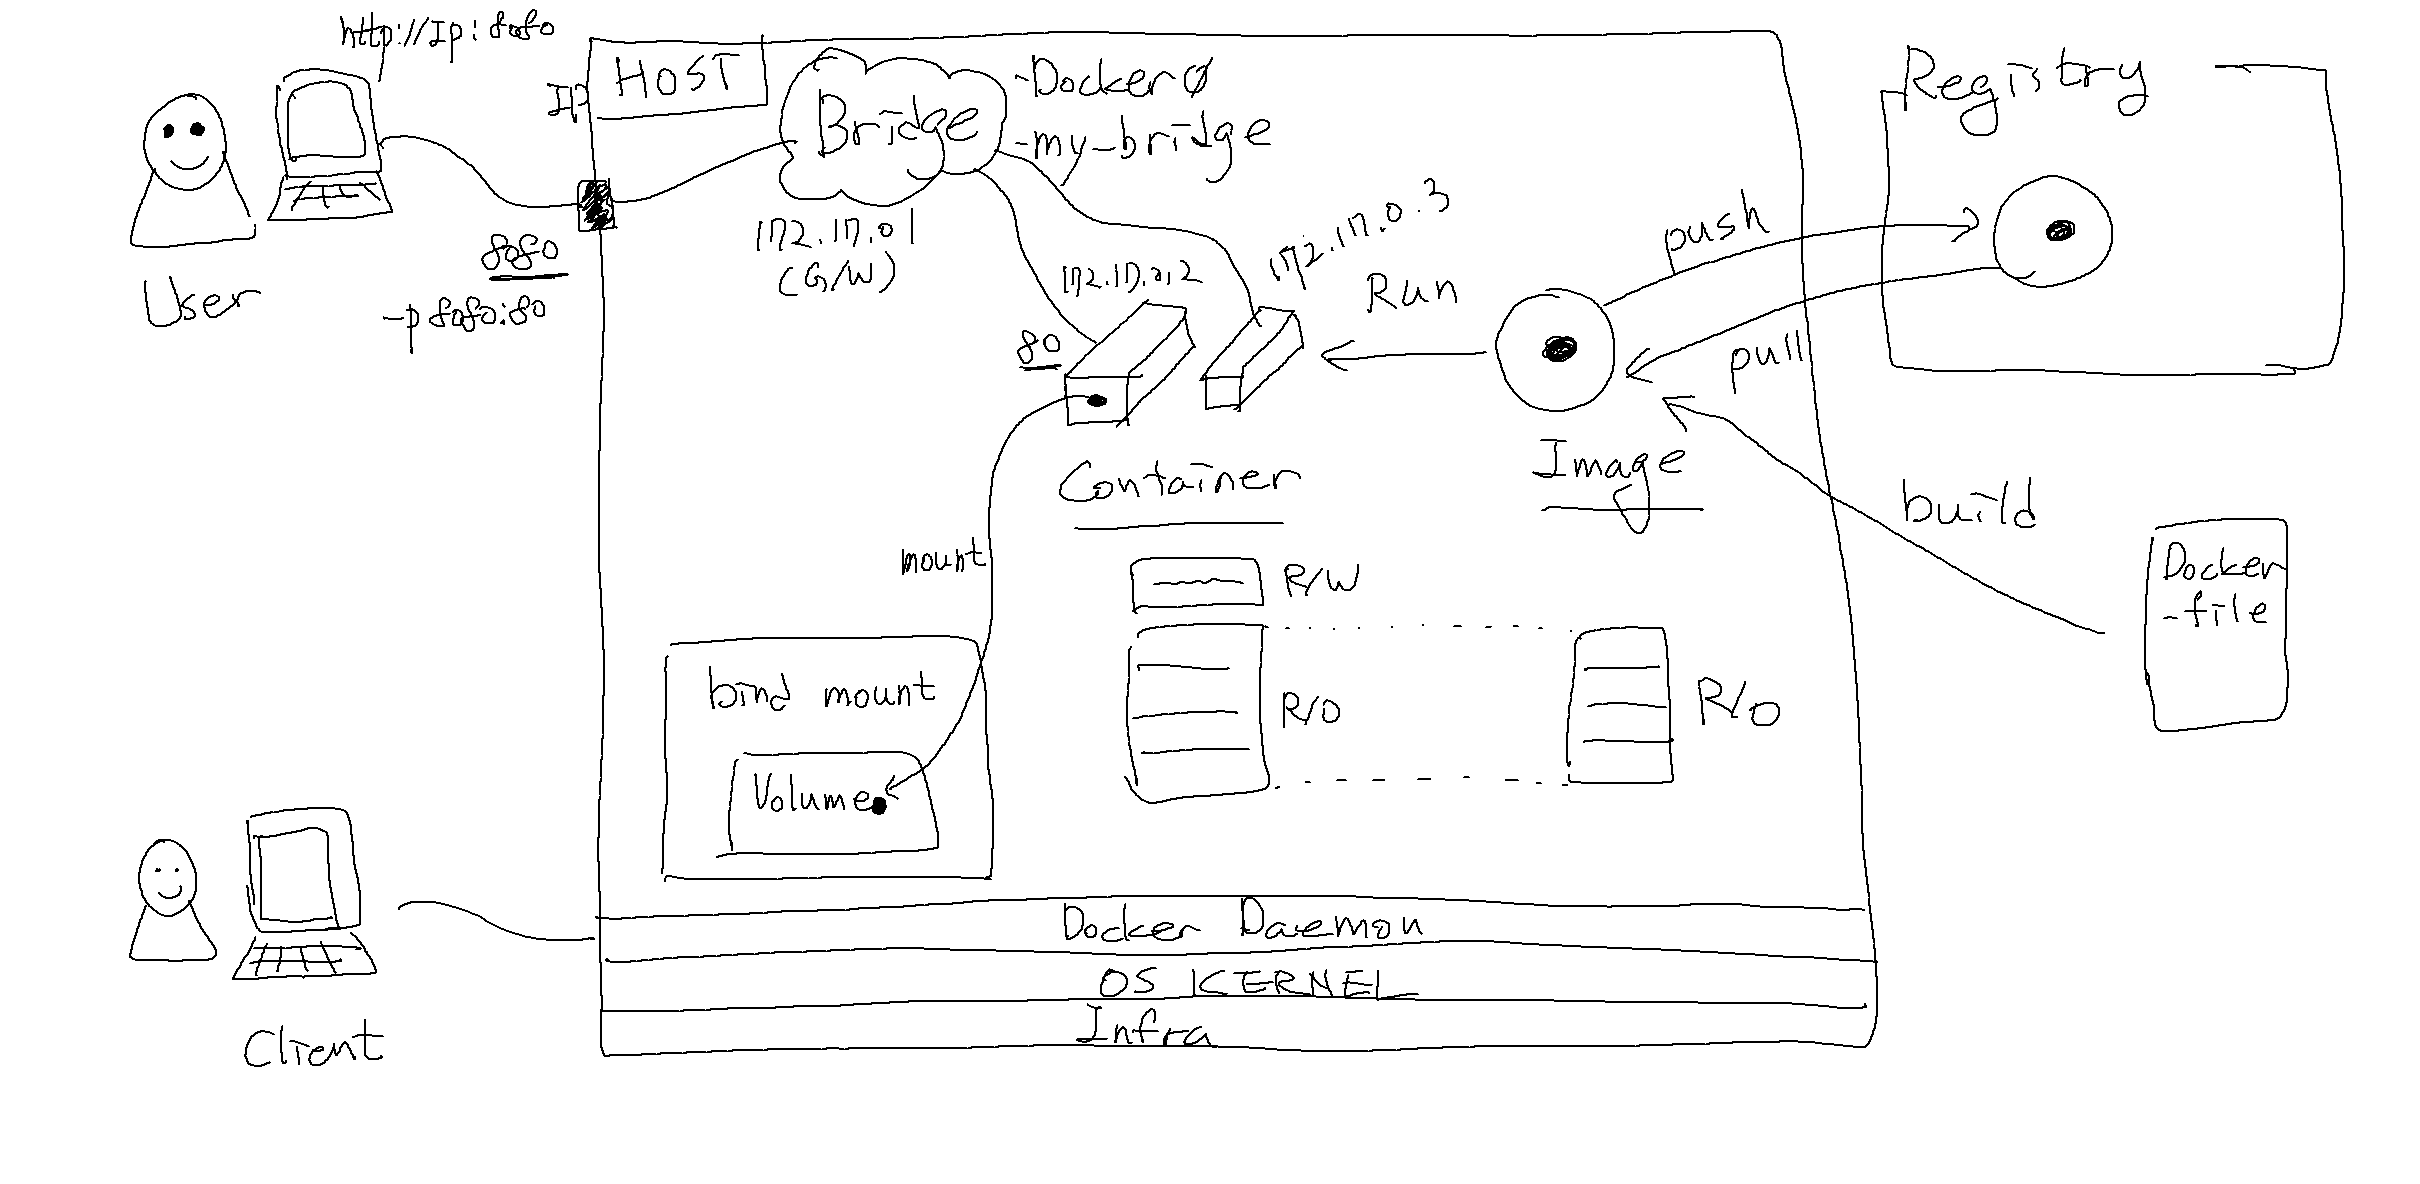 http://Ip:8080
HOST
Ip
Bridge
-Docker0
-my-bridge
Registry
172.17.01
(G/W)
8080
-p 8080:80
User
172.17.0.2
172.17.0.3
80
Run
push
pull
Container
Image
build
Docker
-file
mount
R/W
R/O
R/O
bind mount
Volume
Docker Daemon
OS KERNEL
Infra
Client